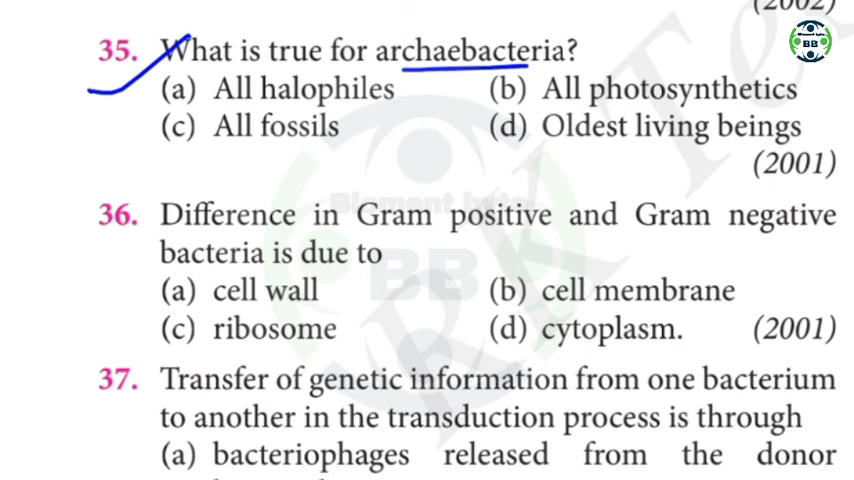 (2002)
35. What is true for archaebacteria?
(a) All halophiles (b) All photosynthetics
(c) All fossils (d) Oldest living beings
(2001)
36. Difference in Gram positive and Gram negative
bacteria is due to
(a) cell wall (b) cell membrane
(c) ribosome (d) cytoplasm. (2001)
37. Transfer of genetic information from one bacterium
to another in the transduction process is through
(a) bacteriophages released from the donor
BB
BB